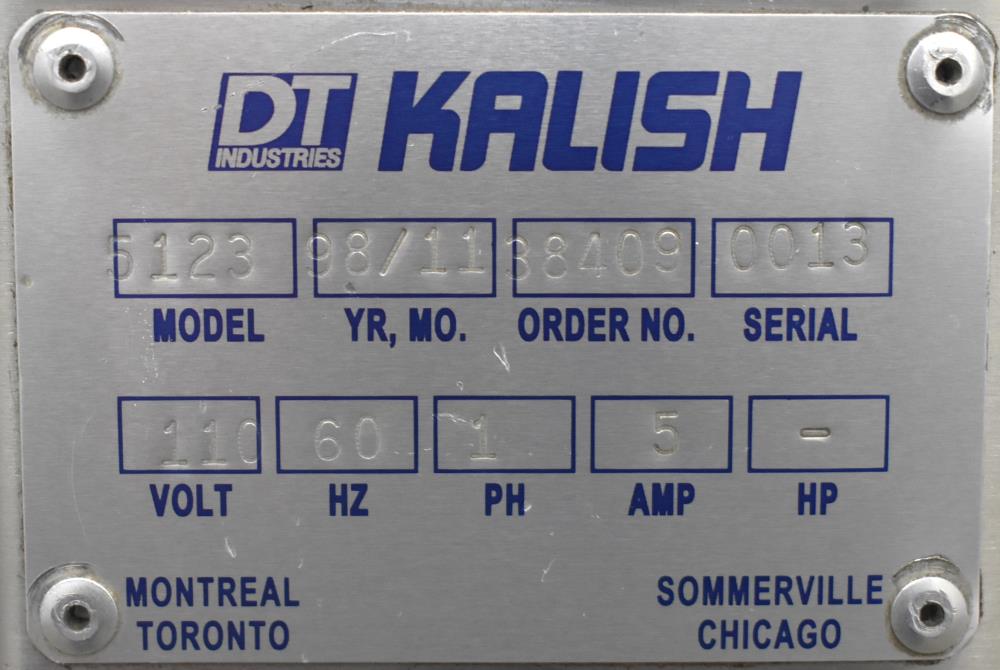 DT INDUSTRIES KALISH
5123 98/11 38409 0013
MODEL YR, MO. ORDER NO. SERIAL
110 60 1 5 -
VOLT HZ PH AMP HP
MONTREAL SOMMERVILLE
TORONTO CHICAGO